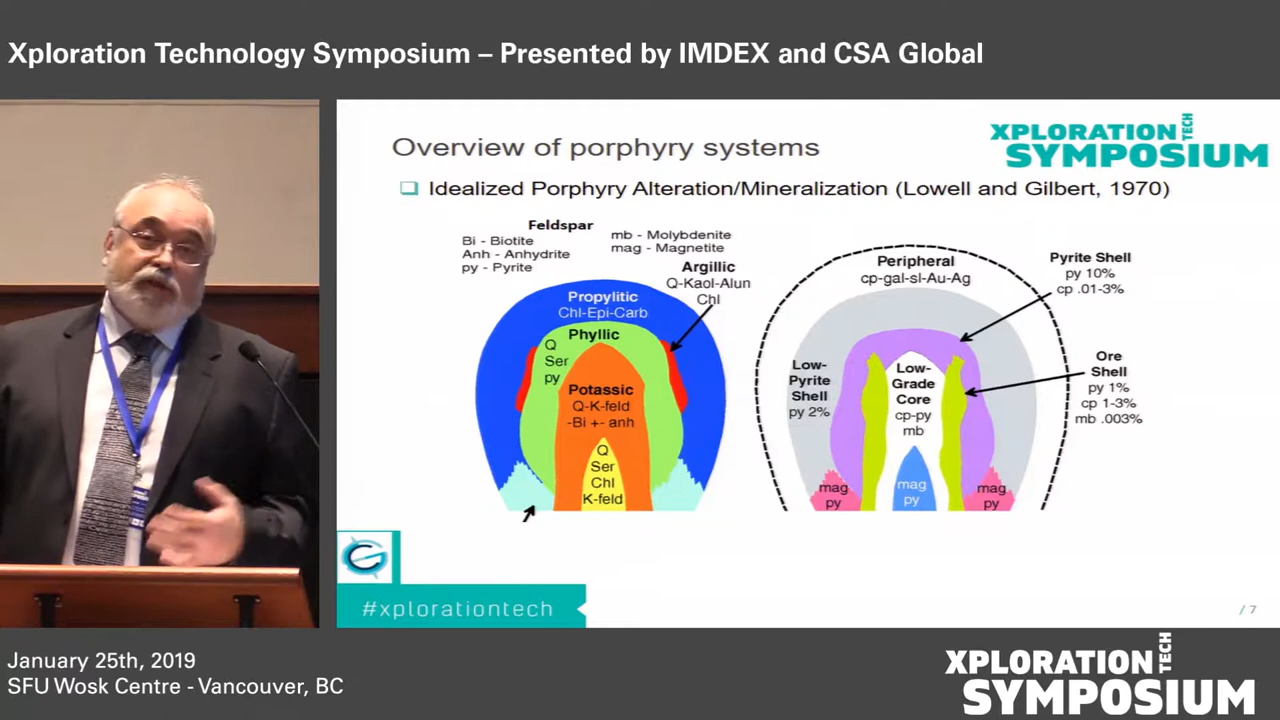 Xploration Technology Symposium – Presented by IMDEX and CSA Global
XPLORATION TECH
SYMPOSIUM
Overview of porphyry systems
Idealized Porphyry Alteration/Mineralization (Lowell and Gilbert, 1970)
Feldspar
Bi - Biotite
Anh - Anhydrite
py - Pyrite
mb - Molybdenite
mag - Magnetite
Argillic
Q-Kaol-Alun
Chl
Propylitic
Chl-Epi-Carb
Phyllic
Q
Ser
py
Potassic
Q-K-feld
-Bi +- anh
Q
Ser
Chl
K-feld
Peripheral
cp-gal-sl-Au-Ag
Pyrite Shell
py 10%
cp .01-3%
Low-
Pyrite
Shell
py 2%
Low-
Grade
Core
cp-py
mb
Ore
Shell
py 1%
cp 1-3%
mb .003%
mag
py
mag
py
mag
py
#xplorationtech
/ 7
January 25th, 2019
SFU Wosk Centre - Vancouver, BC
XPLORATION TECH
SYMPOSIUM